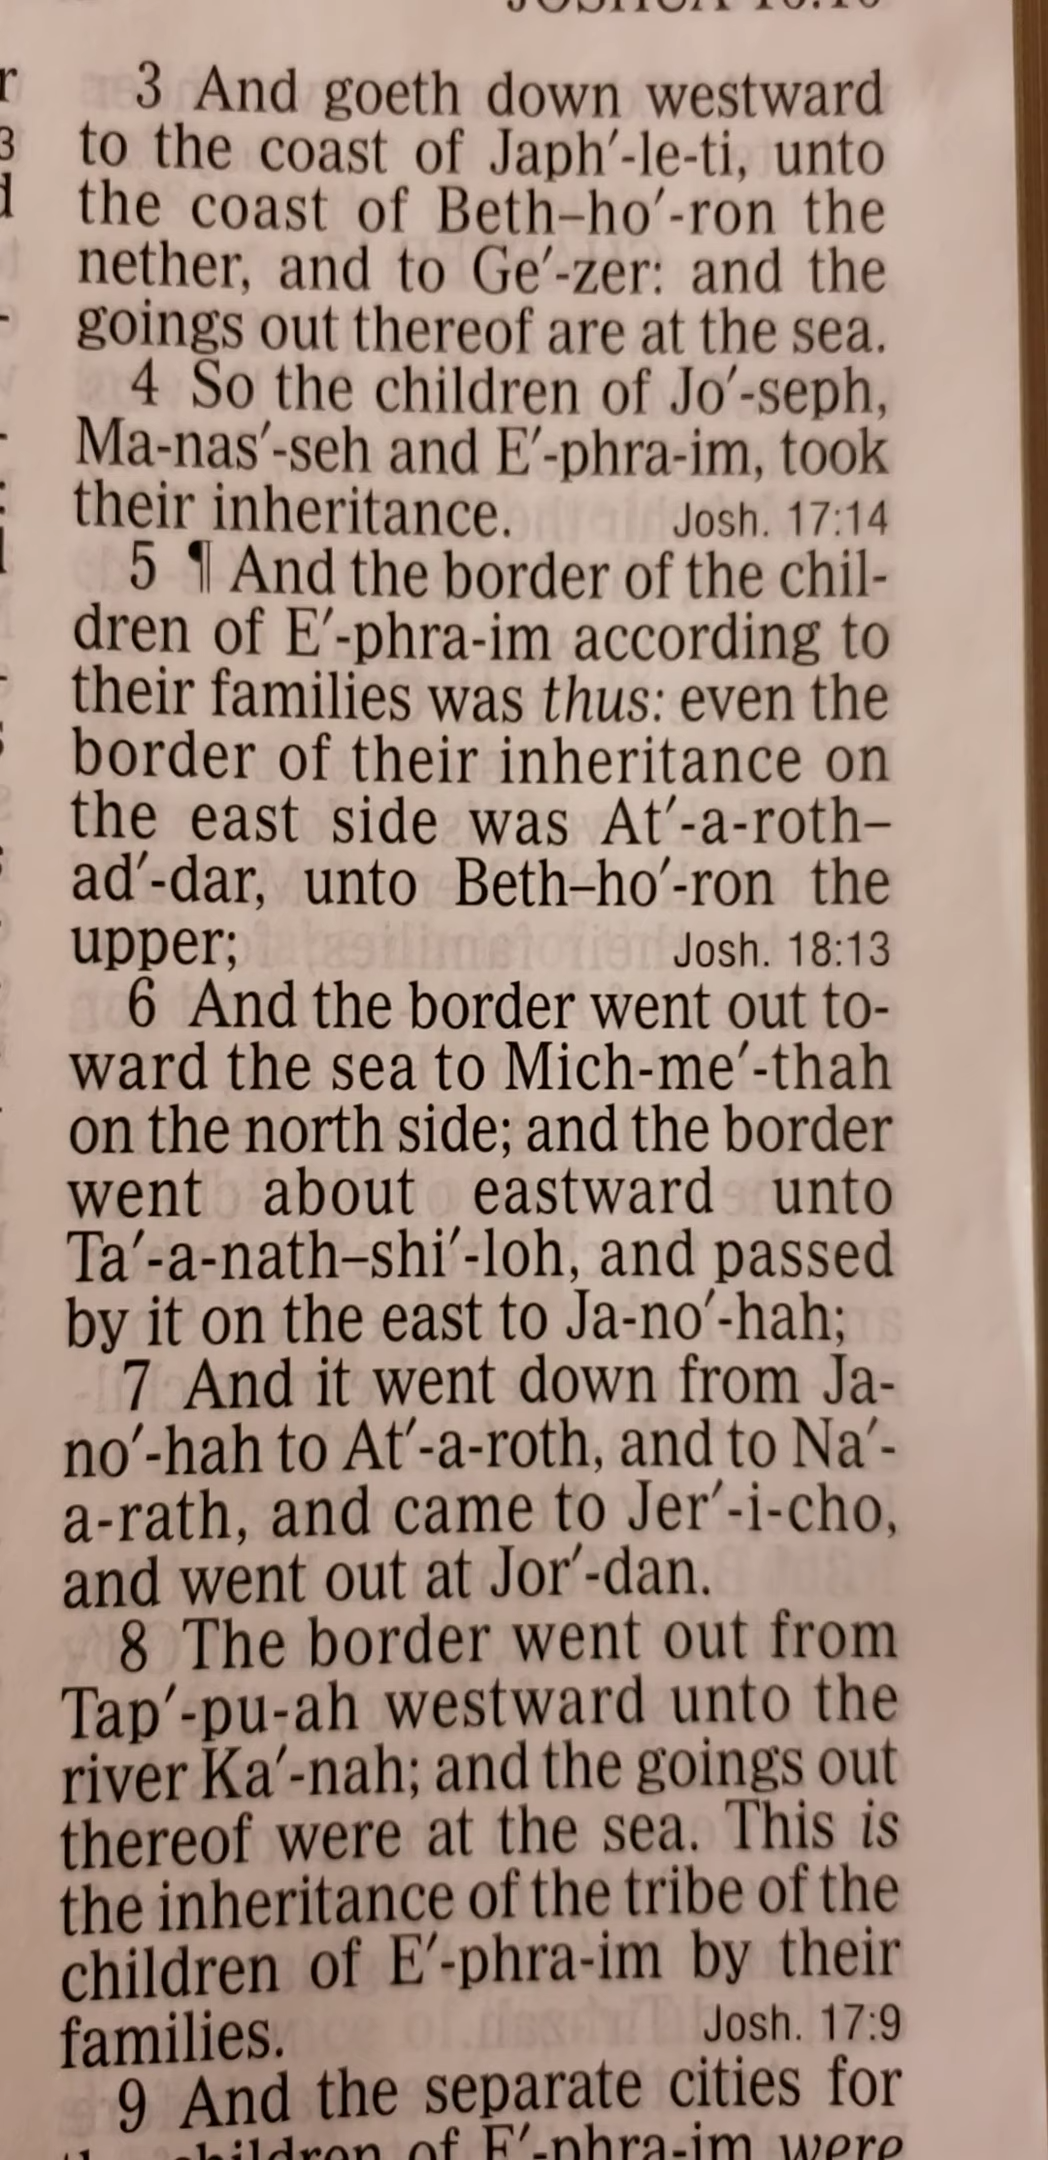 JOSHUA 16:10
3 And goeth down westward
to the coast of Japh′-le-ti, unto
the coast of Beth–ho′-ron the
nether, and to Ge′-zer: and the
goings out thereof are at the sea.
4 So the children of Jo′-seph,
Ma-nas′-seh and E′-phra-im, took
their inheritance. Josh. 17:14
5 ¶ And the border of the chil-
dren of E′-phra-im according to
their families was thus: even the
border of their inheritance on
the east side was At′-a-roth–
ad′-dar, unto Beth–ho′-ron the
upper; Josh. 18:13
6 And the border went out to-
ward the sea to Mich-me′-thah
on the north side; and the border
went about eastward unto
Ta′-a-nath–shi′-loh, and passed
by it on the east to Ja-no′-hah;
7 And it went down from Ja-
no′-hah to At′-a-roth, and to Na′-
a-rath, and came to Jer′-i-cho,
and went out at Jor′-dan.
8 The border went out from
Tap′-pu-ah westward unto the
river Ka′-nah; and the goings out
thereof were at the sea. This is
the inheritance of the tribe of the
children of E′-phra-im by their
families. Josh. 17:9
9 And the separate cities for
the children of E′-phra-im were